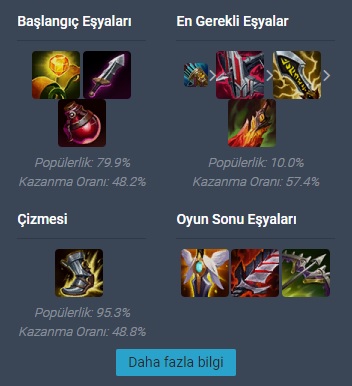 Başlangıç Eşyaları
En Gerekli Eşyalar
Popülerlik: 79.9%
Kazanma Oranı: 48.2%
Popülerlik: 10.0%
Kazanma Oranı: 57.4%
Çizmesi
Oyun Sonu Eşyaları
Popülerlik: 95.3%
Kazanma Oranı: 48.8%
Daha fazla bilgi